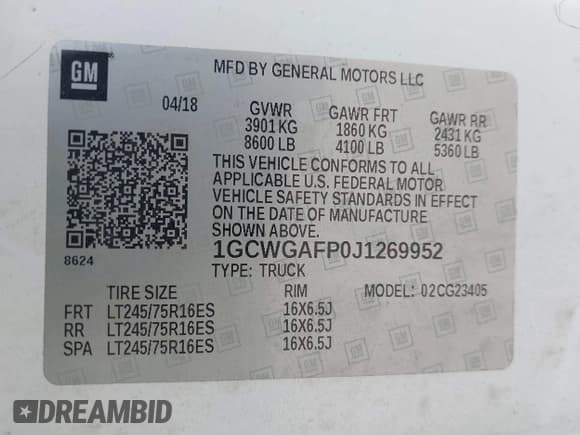 GM
MFD BY GENERAL MOTORS LLC
04/18 GVWR GAWR FRT GAWR RR
3901 KG 1860 KG 2431 KG
8600 LB 4100 LB 5360 LB
THIS VEHICLE CONFORMS TO ALL
APPLICABLE U.S. FEDERAL MOTOR
VEHICLE SAFETY STANDARDS IN EFFECT
ON THE DATE OF MANUFACTURE
SHOWN ABOVE.
8624 1GCWGAFP0J1269952
TYPE: TRUCK
TIRE SIZE RIM MODEL: 02CG23405
FRT LT245/75R16ES 16X6.5J
RR LT245/75R16ES 16X6.5J
SPA LT245/75R16ES 16X6.5J
DREAMBID